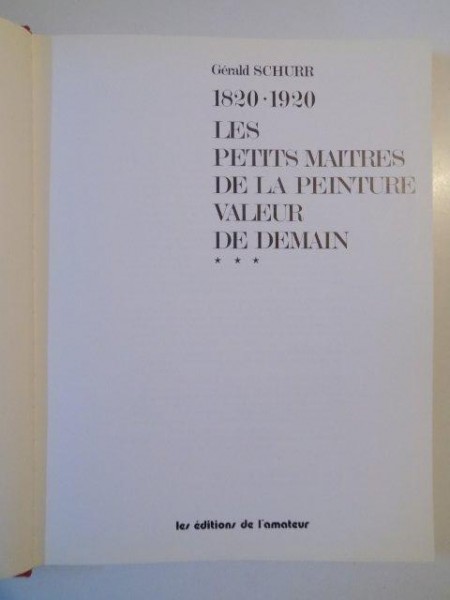 Gérald SCHURR
1820·1920
LES
PETITS MAITRES
DE LA PEINTURE
VALEUR
DE DEMAIN
★ ★ ★
les éditions de l'amateur